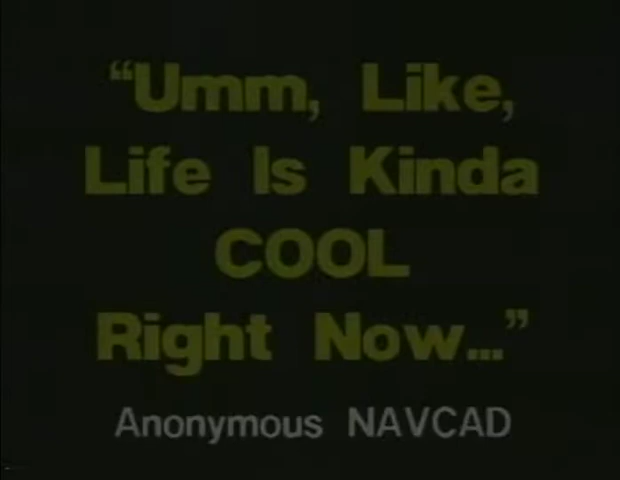 “Umm, Like,
Life Is Kinda
COOL
Right Now...”
Anonymous NAVCAD